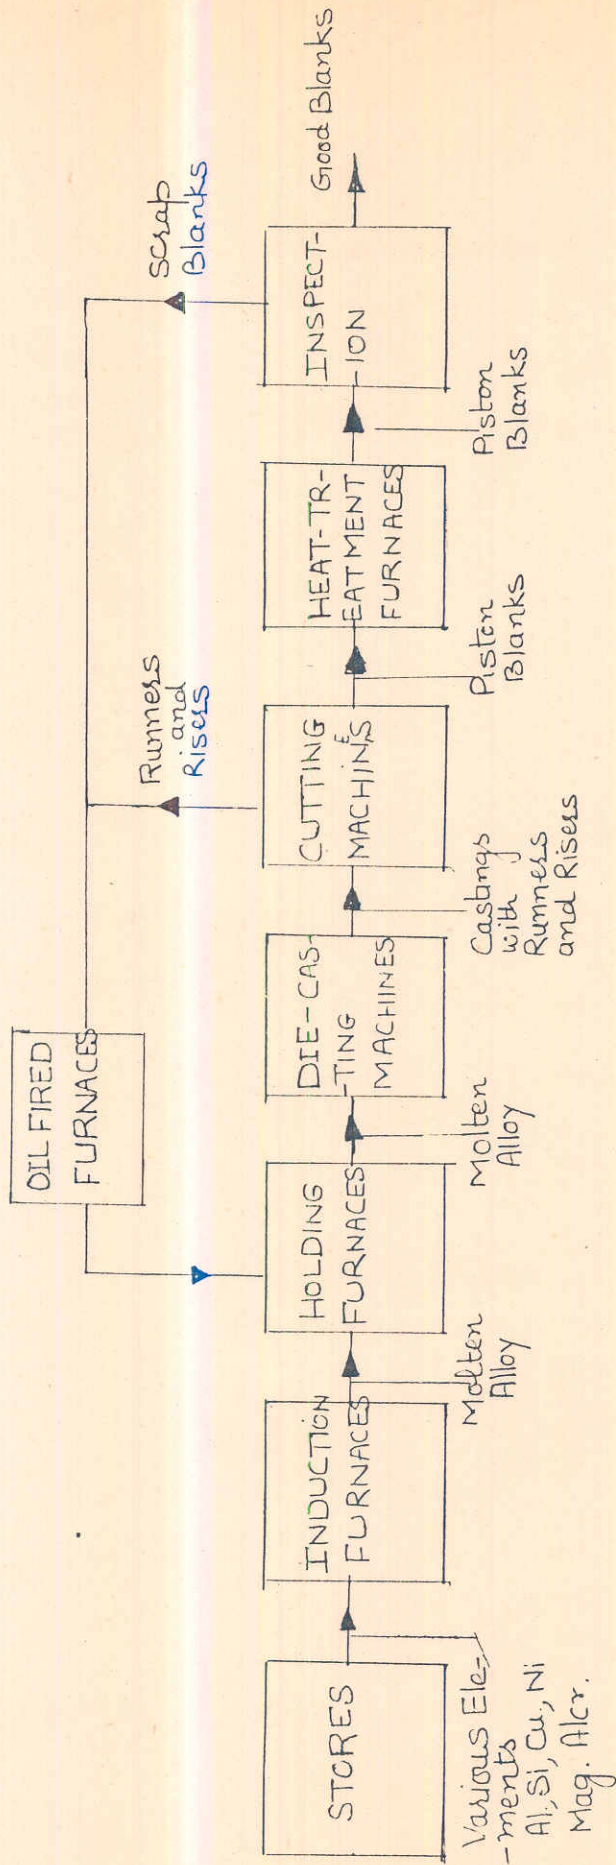 OIL FIRED
FURNACES
Runners
and
Risers
Scrap
Blanks
STORES
INDUCTION
FURNACES
HOLDING
FURNACES
DIE-CAS-
-TING
MACHINES
CUTTING
MACHINES
HEAT-TR-
EATMENT
FURNACES
INSPECT-
-ION
Good Blanks
Various Ele-
-ments
Al, Si, Cu, Ni
Mag. Alcr.
Molten
Alloy
Molten
Alloy
Castings
with
Runners
and Risers
Piston
Blanks
Piston
Blanks